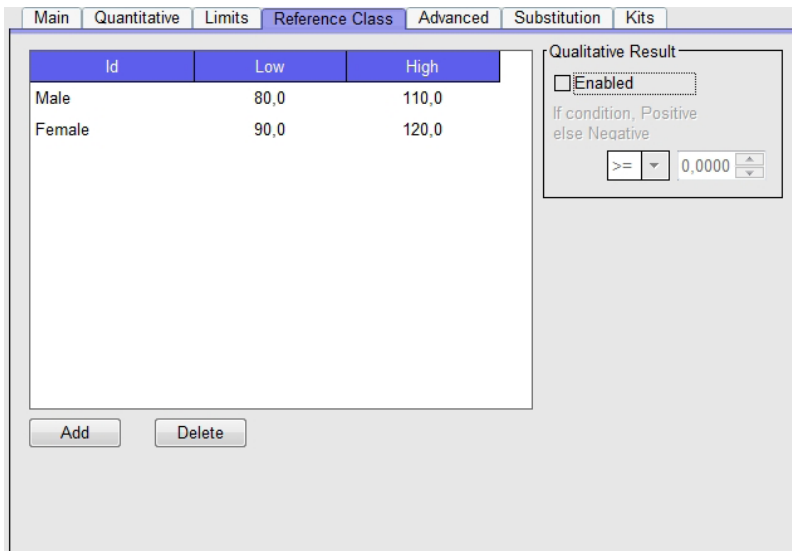 Main Quantitative Limits Reference Class Advanced Substitution Kits
Id Low High
Male 80,0 110,0
Female 90,0 120,0
Add Delete
Qualitative Result
Enabled
If condition, Positive
else Negative
>= 0,0000